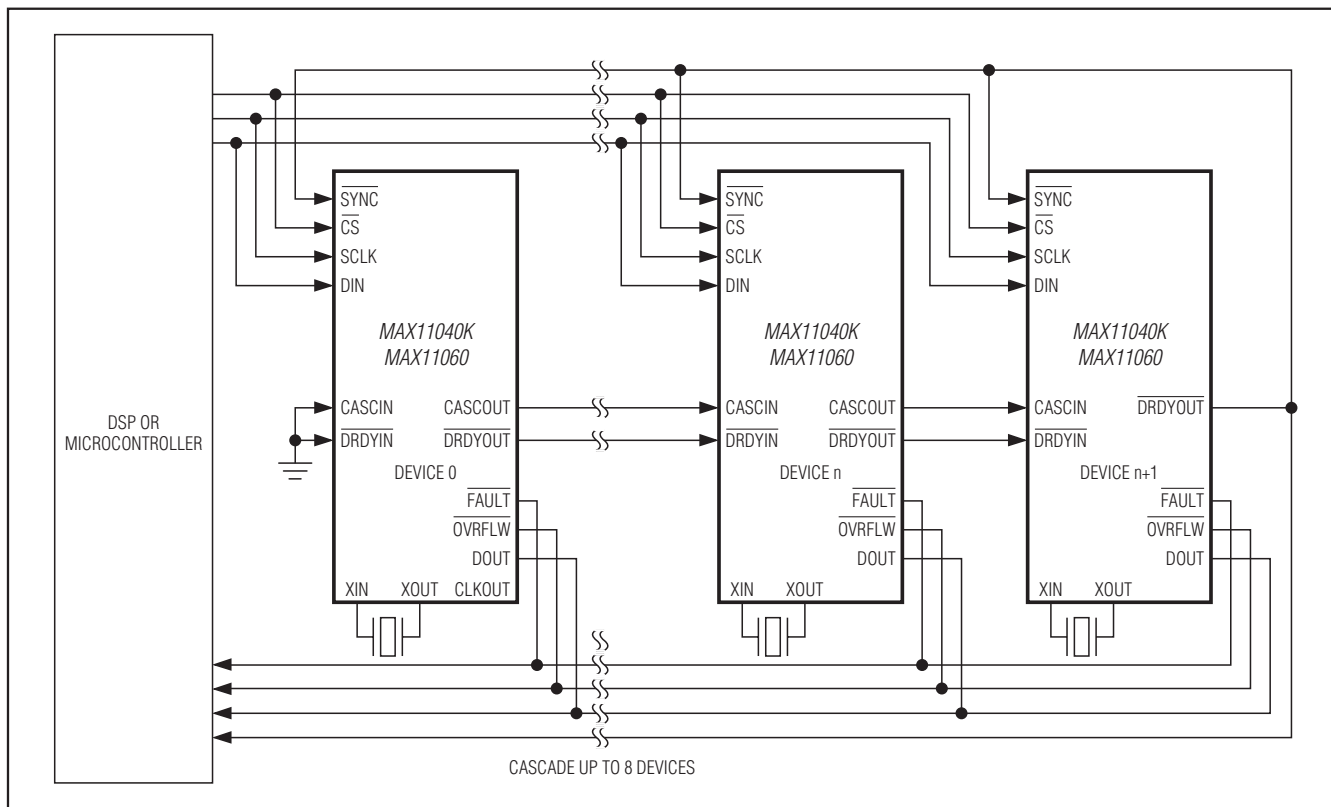 DSP OR
MICROCONTROLLER
SYNC
CS
SCLK
DIN
MAX11040K
MAX11060
CASCIN
CASCOUT
DRDYIN
DRDYOUT
DEVICE 0
FAULT
OVRFLW
DOUT
XIN
XOUT
CLKOUT
SYNC
CS
SCLK
DIN
MAX11040K
MAX11060
CASCIN
CASCOUT
DRDYIN
DRDYOUT
DEVICE n
FAULT
OVRFLW
DOUT
XIN
XOUT
SYNC
CS
SCLK
DIN
MAX11040K
MAX11060
CASCIN
DRDYOUT
DRDYIN
DEVICE n+1
FAULT
OVRFLW
DOUT
XIN
XOUT
CASCADE UP TO 8 DEVICES